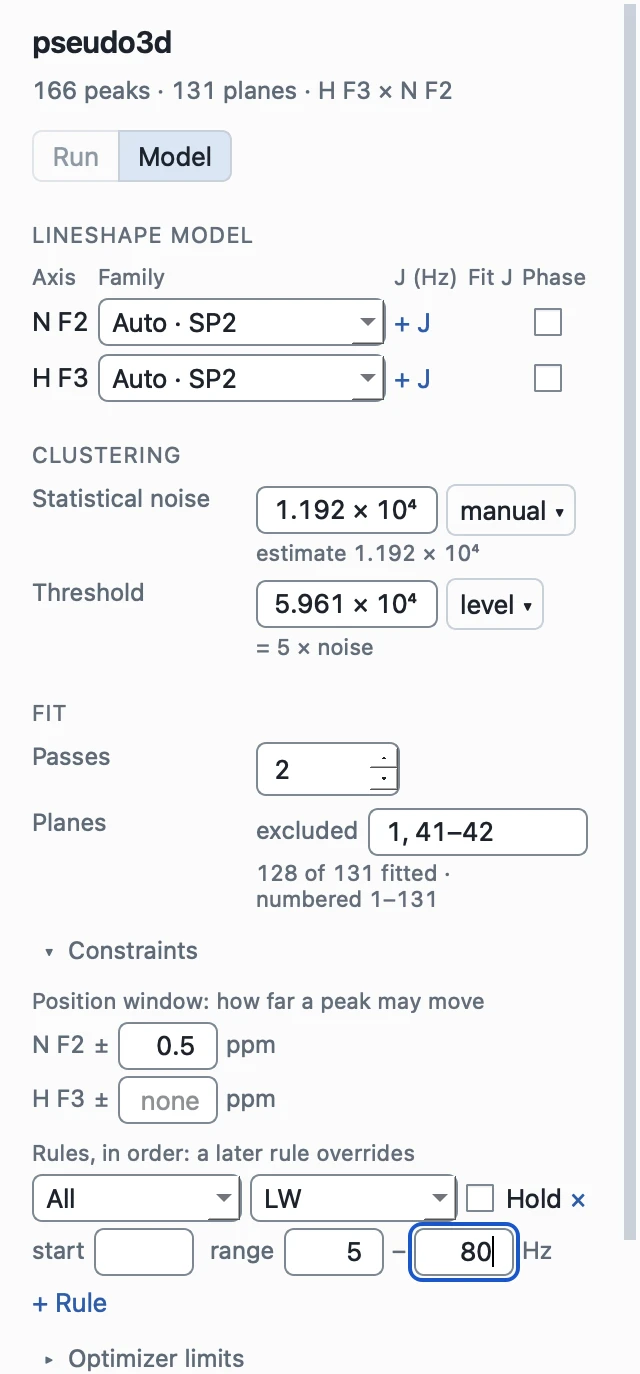 pseudo3d
166 peaks · 131 planes · H F3 × N F2
Run Model
LINESHAPE MODEL
Axis Family J (Hz) Fit J Phase
N F2 Auto · SP2 + J
H F3 Auto · SP2 + J
CLUSTERING
Statistical noise 1.192 × 10⁴ manual ▾
estimate 1.192 × 10⁴
Threshold 5.961 × 10⁴ level ▾
= 5 × noise
FIT
Passes 2
Planes excluded 1, 41–42
128 of 131 fitted ·
numbered 1–131
▾ Constraints
Position window: how far a peak may move
N F2 ± 0.5 ppm
H F3 ± none ppm
Rules, in order: a later rule overrides
All LW Hold ×
start range 5 – 80 Hz
+ Rule
▸ Optimizer limits